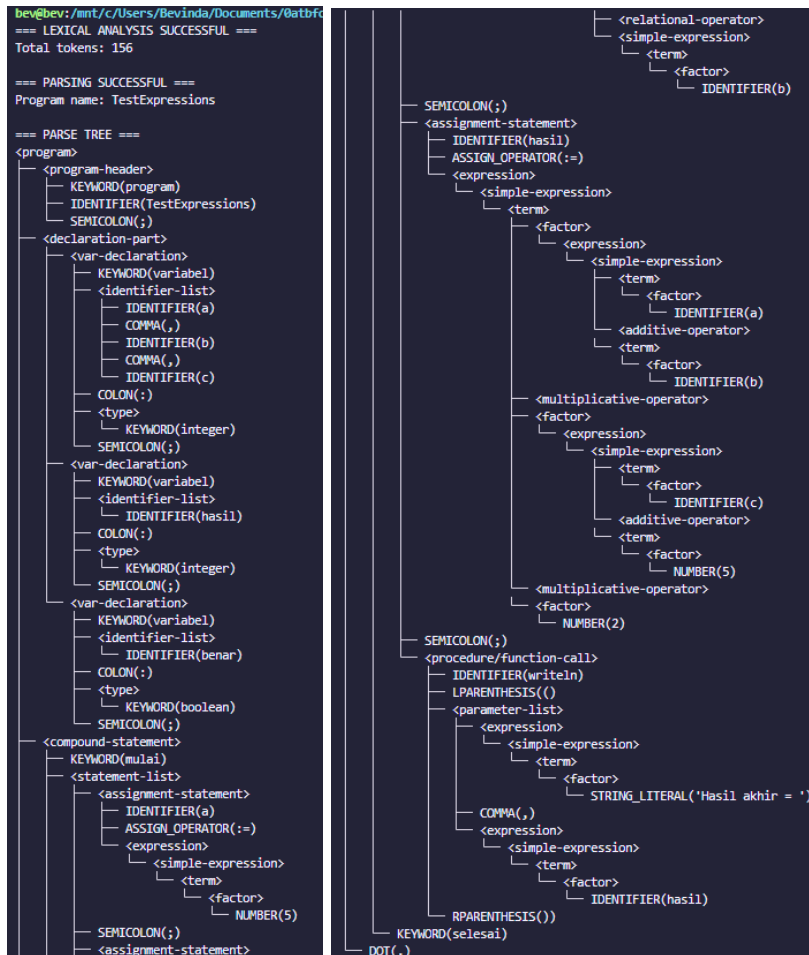 bev@bev:/mnt/c/Users/Bevinda/Documents/0atbfo
=== LEXICAL ANALYSIS SUCCESSFUL ===
Total tokens: 156
=== PARSING SUCCESSFUL ===
Program name: TestExpressions
=== PARSE TREE ===
<program>
├── <program-header>
│   ├── KEYWORD(program)
│   ├── IDENTIFIER(TestExpressions)
│   └── SEMICOLON(;)
├── <declaration-part>
│   ├── <var-declaration>
│   │   ├── KEYWORD(variabel)
│   │   ├── <identifier-list>
│   │   │   ├── IDENTIFIER(a)
│   │   │   ├── COMMA(,)
│   │   │   ├── IDENTIFIER(b)
│   │   │   ├── COMMA(,)
│   │   │   └── IDENTIFIER(c)
│   │   ├── COLON(:)
│   │   ├── <type>
│   │   │   └── KEYWORD(integer)
│   │   └── SEMICOLON(;)
│   ├── <var-declaration>
│   │   ├── KEYWORD(variabel)
│   │   ├── <identifier-list>
│   │   │   └── IDENTIFIER(hasil)
│   │   ├── COLON(:)
│   │   ├── <type>
│   │   │   └── KEYWORD(integer)
│   │   └── SEMICOLON(;)
│   └── <var-declaration>
│       ├── KEYWORD(variabel)
│       ├── <identifier-list>
│       │   └── IDENTIFIER(benar)
│       ├── COLON(:)
│       ├── <type>
│       │   └── KEYWORD(boolean)
│       └── SEMICOLON(;)
├── <compound-statement>
│   ├── KEYWORD(mulai)
│   ├── <statement-list>
│   │   ├── <assignment-statement>
│   │   │   ├── IDENTIFIER(a)
│   │   │   ├── ASSIGN_OPERATOR(:=)
│   │   │   └── <expression>
│   │   │       └── <simple-expression>
│   │   │           └── <term>
│   │   │               └── <factor>
│   │   │                   └── NUMBER(5)
│   │   ├── SEMICOLON(;)
│   │   ├── <assignment-statement>
│   │   │       ├── <relational-operator>
│   │   │       └── <simple-expression>
│   │   │           └── <term>
│   │   │               └── <factor>
│   │   │                   └── IDENTIFIER(b)
│   │   ├── SEMICOLON(;)
│   │   ├── <assignment-statement>
│   │   │   ├── IDENTIFIER(hasil)
│   │   │   ├── ASSIGN_OPERATOR(:=)
│   │   │   └── <expression>
│   │   │       └── <simple-expression>
│   │   │           └── <term>
│   │   │               ├── <factor>
│   │   │               │   └── <expression>
│   │   │               │       └── <simple-expression>
│   │   │               │           ├── <term>
│   │   │               │           │   └── <factor>
│   │   │               │           │       └── IDENTIFIER(a)
│   │   │               │           ├── <additive-operator>
│   │   │               │           └── <term>
│   │   │               │               └── <factor>
│   │   │               │                   └── IDENTIFIER(b)
│   │   │               ├── <multiplicative-operator>
│   │   │               ├── <factor>
│   │   │               │   └── <expression>
│   │   │               │       └── <simple-expression>
│   │   │               │           ├── <term>
│   │   │               │           │   └── <factor>
│   │   │               │           │       └── IDENTIFIER(c)
│   │   │               │           ├── <additive-operator>
│   │   │               │           └── <term>
│   │   │               │               └── <factor>
│   │   │               │                   └── NUMBER(5)
│   │   │               ├── <multiplicative-operator>
│   │   │               └── <factor>
│   │   │                   └── NUMBER(2)
│   │   ├── SEMICOLON(;)
│   │   └── <procedure/function-call>
│   │       ├── IDENTIFIER(writeln)
│   │       ├── LPARENTHESIS(()
│   │       ├── <parameter-list>
│   │       │   ├── <expression>
│   │       │   │   └── <simple-expression>
│   │       │   │       └── <term>
│   │       │   │           └── <factor>
│   │       │   │               └── STRING_LITERAL('Hasil akhir = ')
│   │       │   ├── COMMA(,)
│   │       │   └── <expression>
│   │       │       └── <simple-expression>
│   │       │           └── <term>
│   │       │               └── <factor>
│   │       │                   └── IDENTIFIER(hasil)
│   │       └── RPARENTHESIS())
│   └── KEYWORD(selesai)
└── DOT(.)